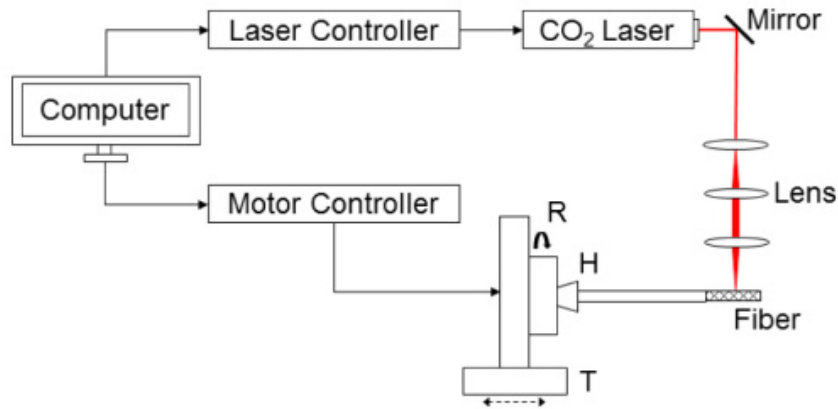 Laser Controller
CO₂ Laser
Mirror
Computer
Lens
Motor Controller
R
H
Fiber
T